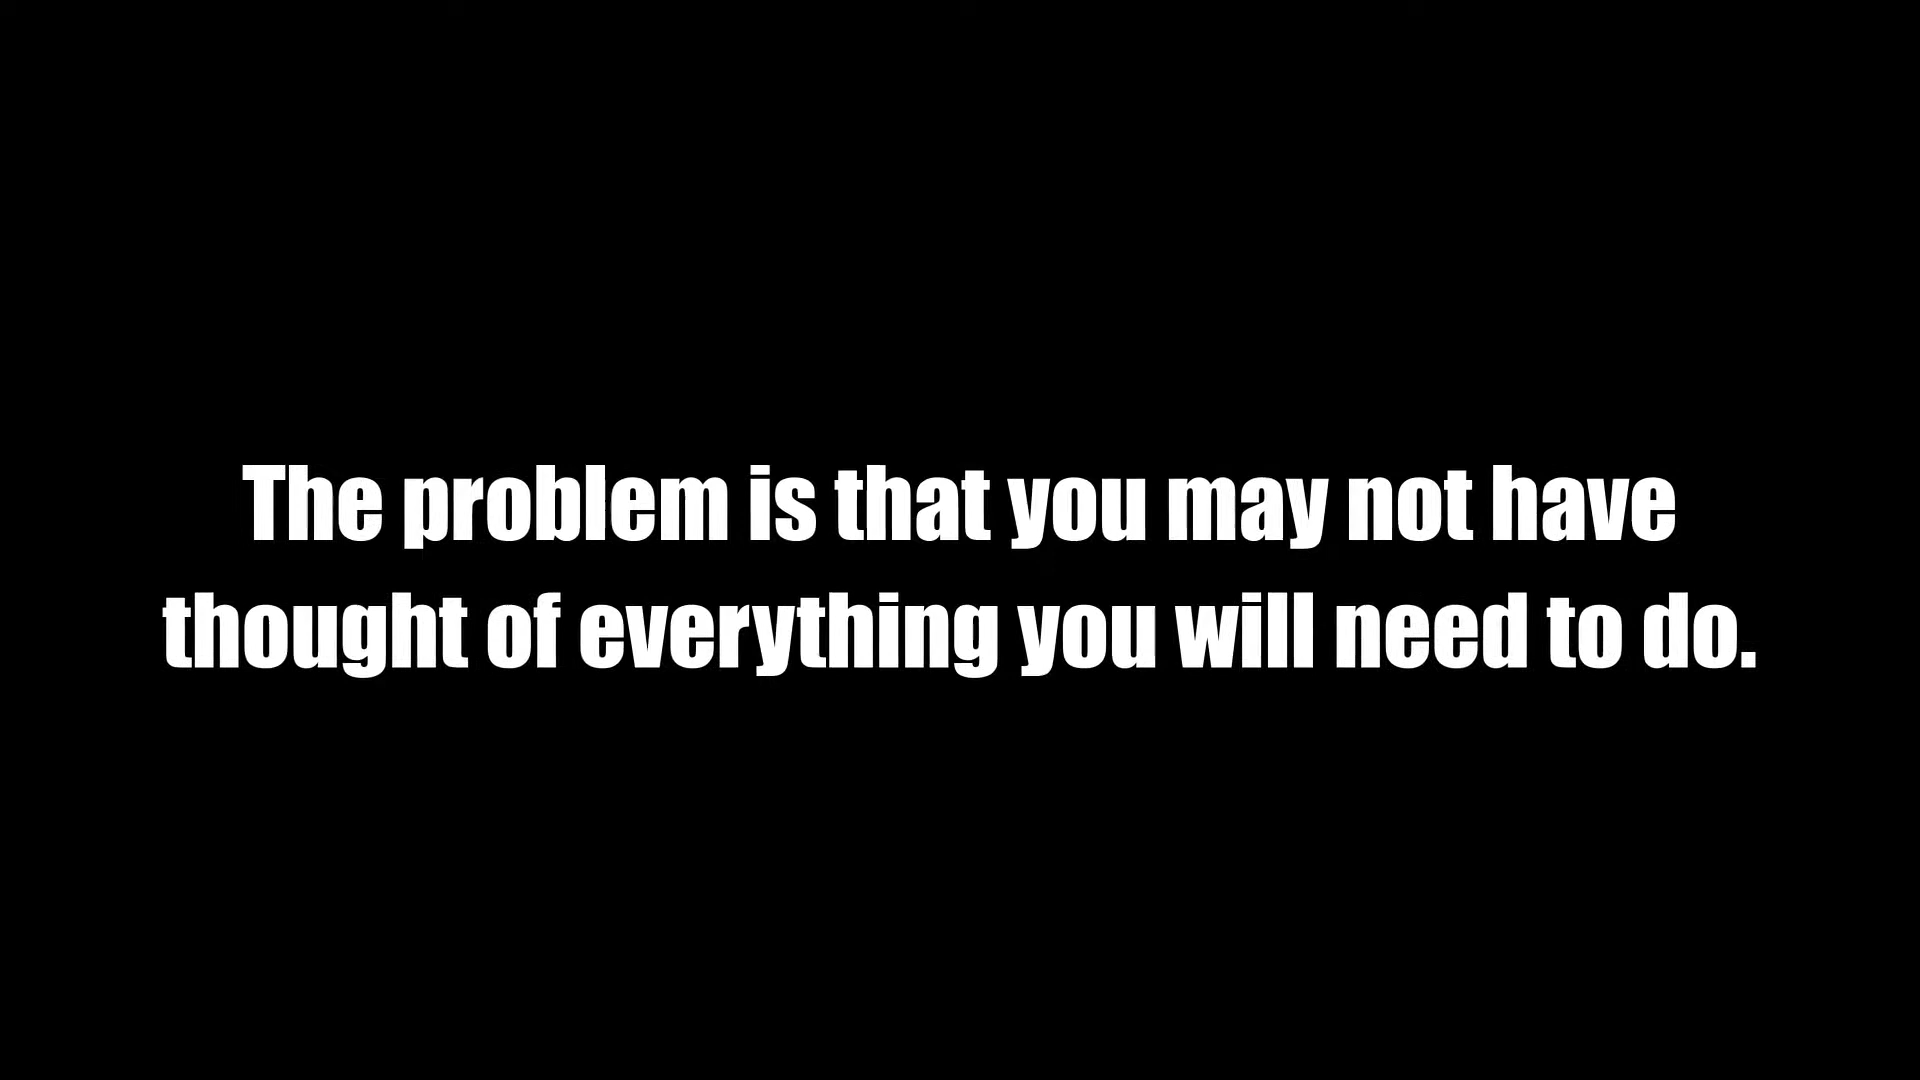 The problem is that you may not have
thought of everything you will need to do.